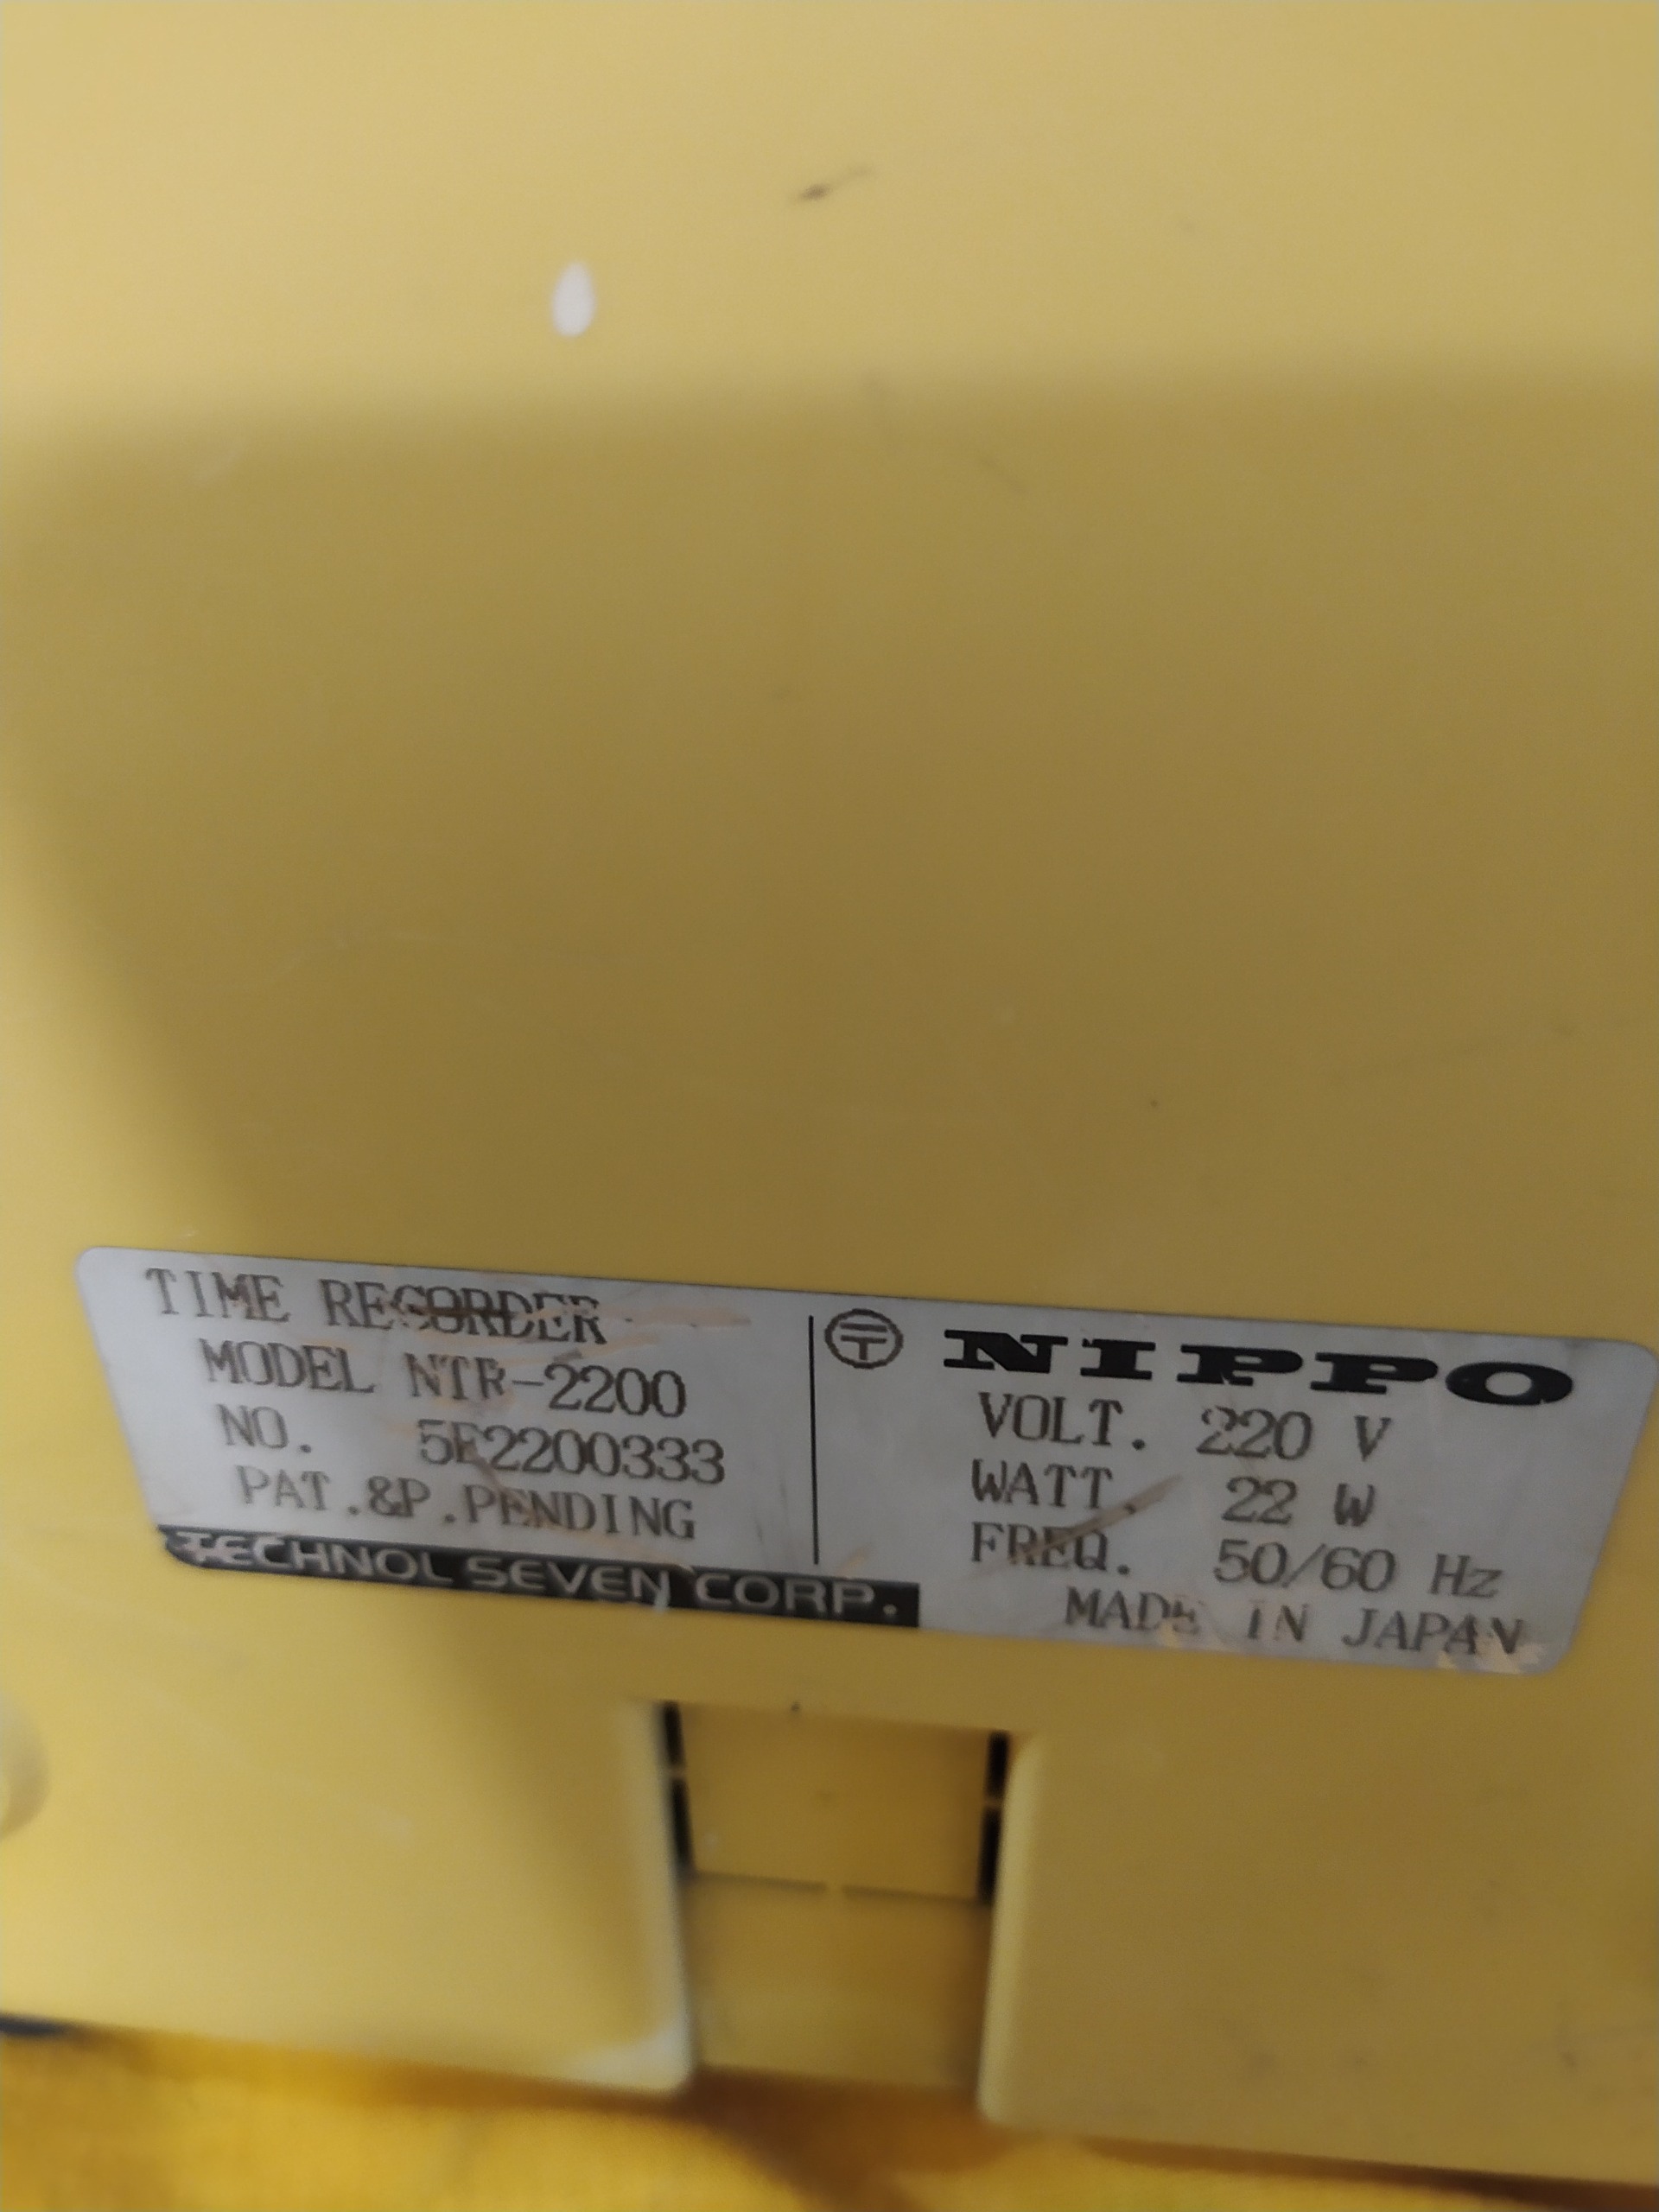 TIME RECORDER
MODEL NTR-2200
NO. 5E2200333
PAT.&P.PENDING
TECHNOL SEVEN CORP.
T NIPPO
VOLT. 220 V
WATT. 22 W
FREQ. 50/60 Hz
MADE IN JAPAN